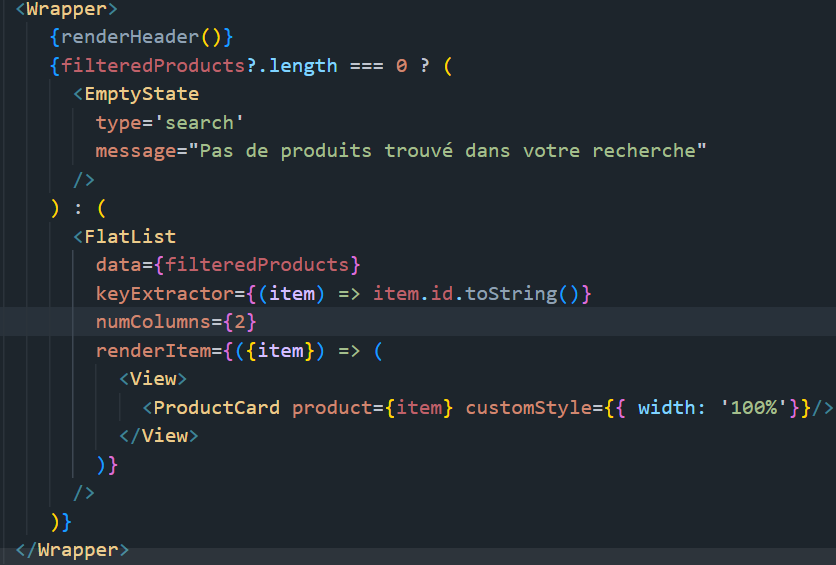 <Wrapper>
{renderHeader()}
{filteredProducts?.length === 0 ? (
<EmptyState
type='search'
message="Pas de produits trouvé dans votre recherche"
/>
) : (
<FlatList
data={filteredProducts}
keyExtractor={(item) => item.id.toString()}
numColumns={2}
renderItem={({item}) => (
<View>
<ProductCard product={item} customStyle={{ width: '100%'}}/>
</View>
)}
/>
)}
</Wrapper>